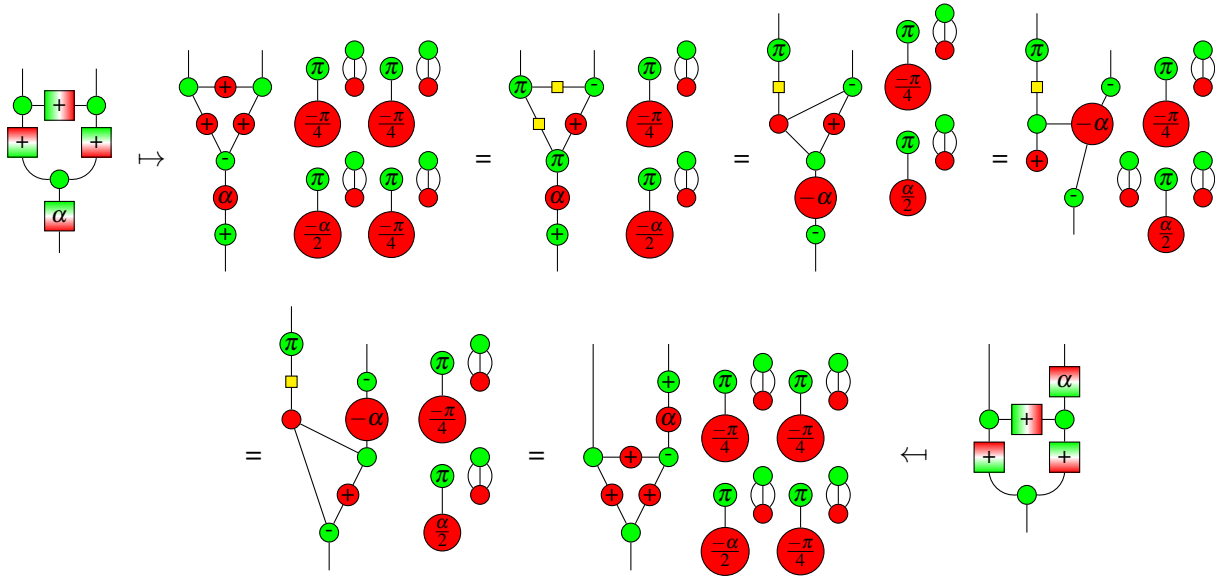 +
+ +
α
↦
+
+ +
-
α
+
π π
-π/4 -π/4
π π
-α/2 -π/4
=
π -
+
π
α
+
π
-π/4
π
-α/2
=
π
-
+
-α
-
π
-π/4
π
α/2
=
π
-
-α
+
-
π
-π/4
π
α/2
=
π
-
-α
+
-
π
-π/4
π
α/2
=
+
α
+ -
+ +
π π
-π/4 -π/4
π π
-α/2 -π/4
↤
α
+
+ +